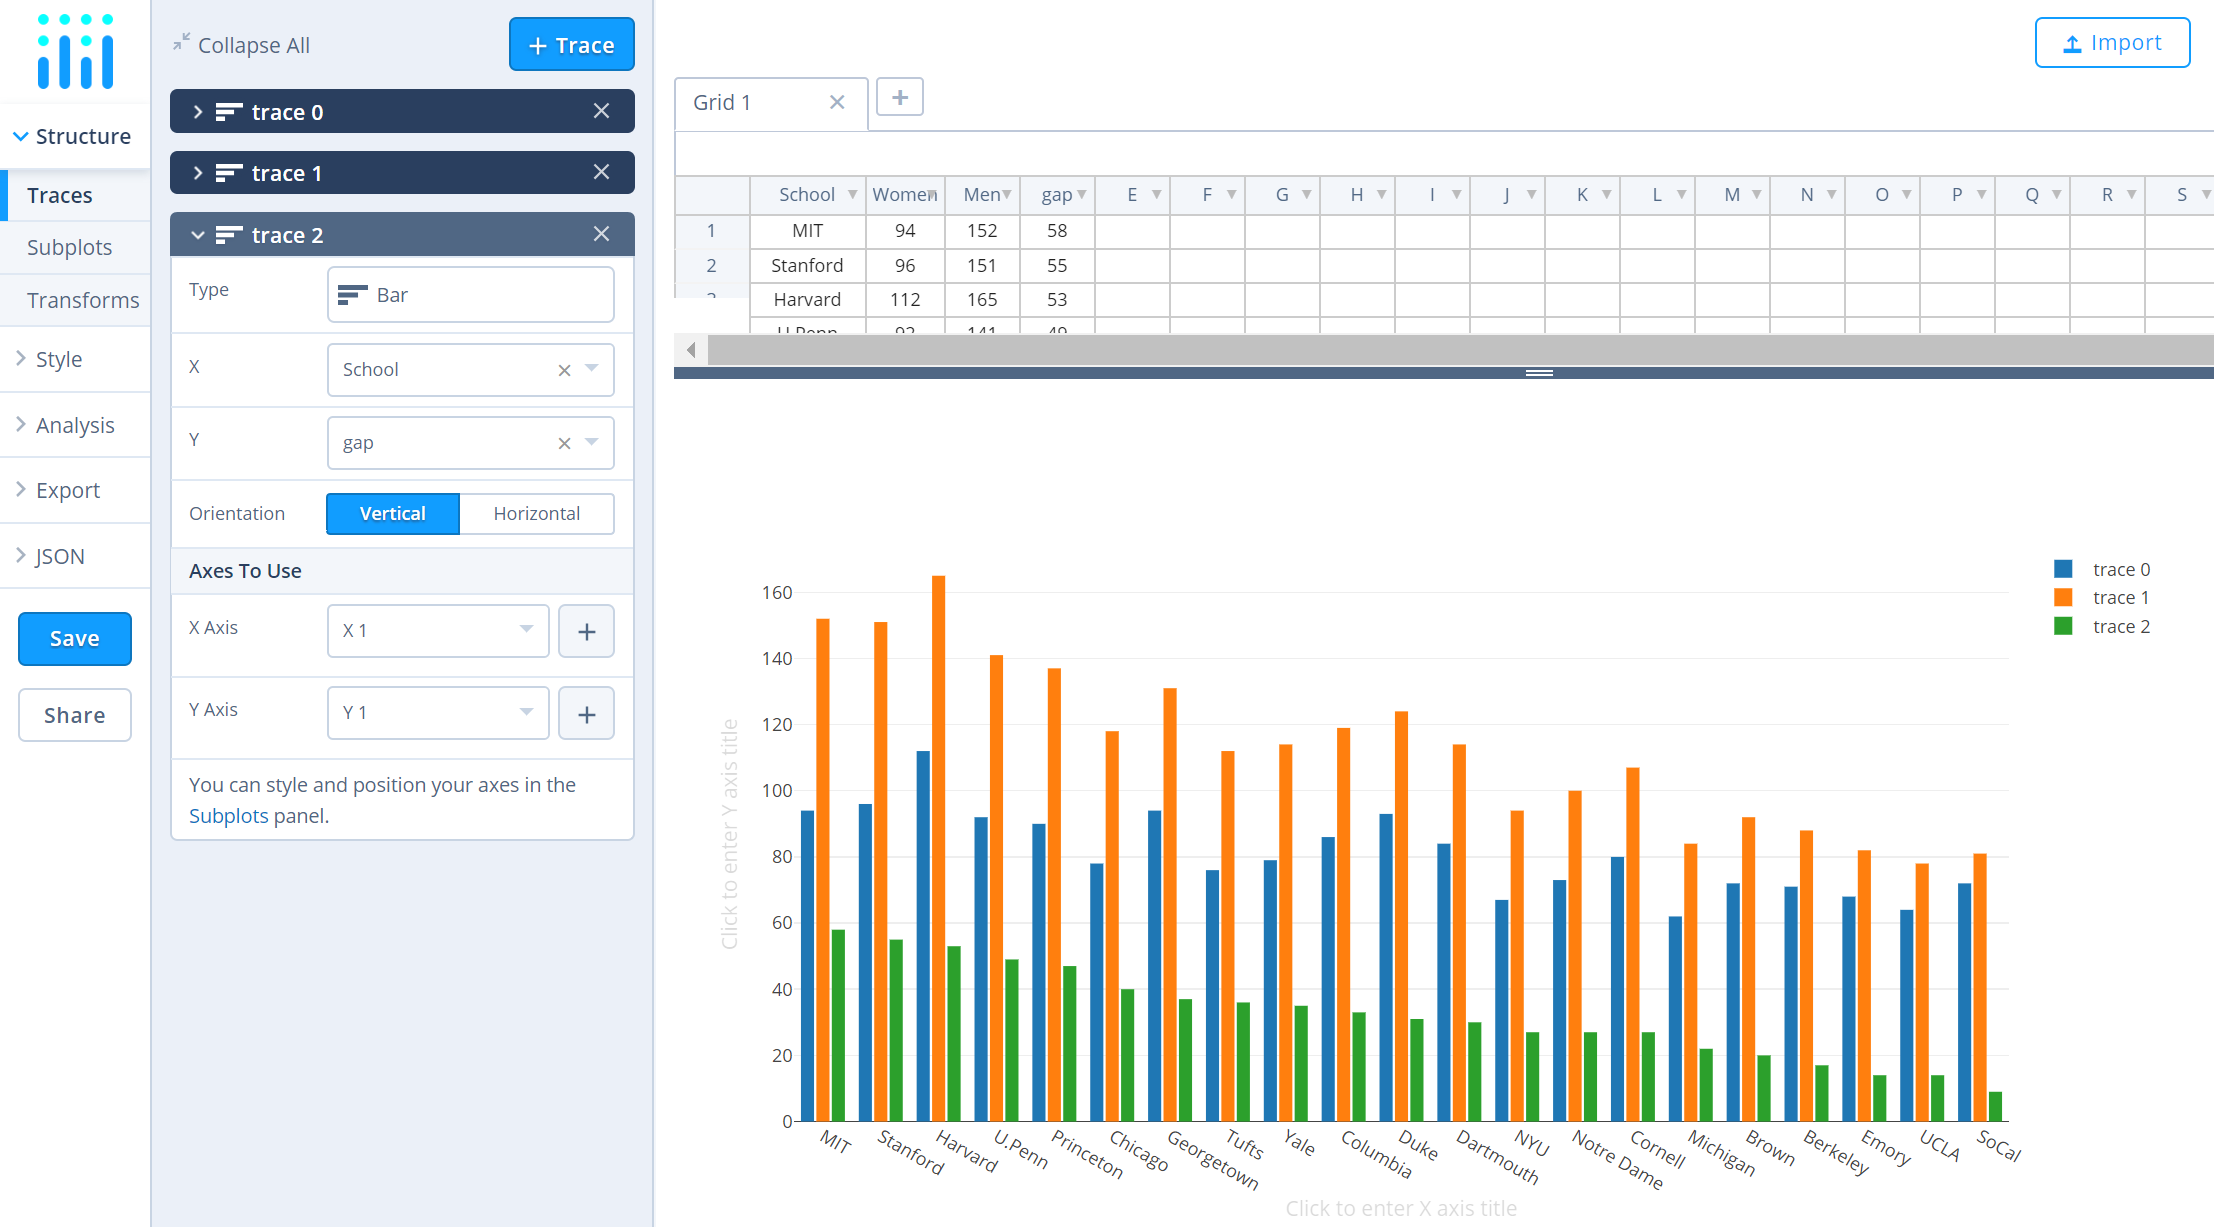 Collapse All
+ Trace
Import
Structure
Traces
Subplots
Transforms
Style
Analysis
Export
JSON
Save
Share
trace 0
trace 1
trace 2
Type
Bar
X
School
Y
gap
Orientation
Vertical
Horizontal
Axes To Use
X Axis
X 1
+
Y Axis
Y 1
+
You can style and position your axes in the
Subplots panel.
Grid 1
+
School Women Men gap E F G H I J K L M N O P Q R S
1 MIT 94 152 58
2 Stanford 96 151 55
Harvard 112 165 53
U.Penn 92 141 49
160
140
120
100
80
60
40
20
0
Click to enter Y axis title
trace 0
trace 1
trace 2
MIT
Stanford
Harvard
U.Penn
Princeton
Chicago
Georgetown
Tufts
Yale
Columbia
Duke
Dartmouth
NYU
Notre Dame
Cornell
Michigan
Brown
Berkeley
Emory
UCLA
SoCal
Click to enter X axis title